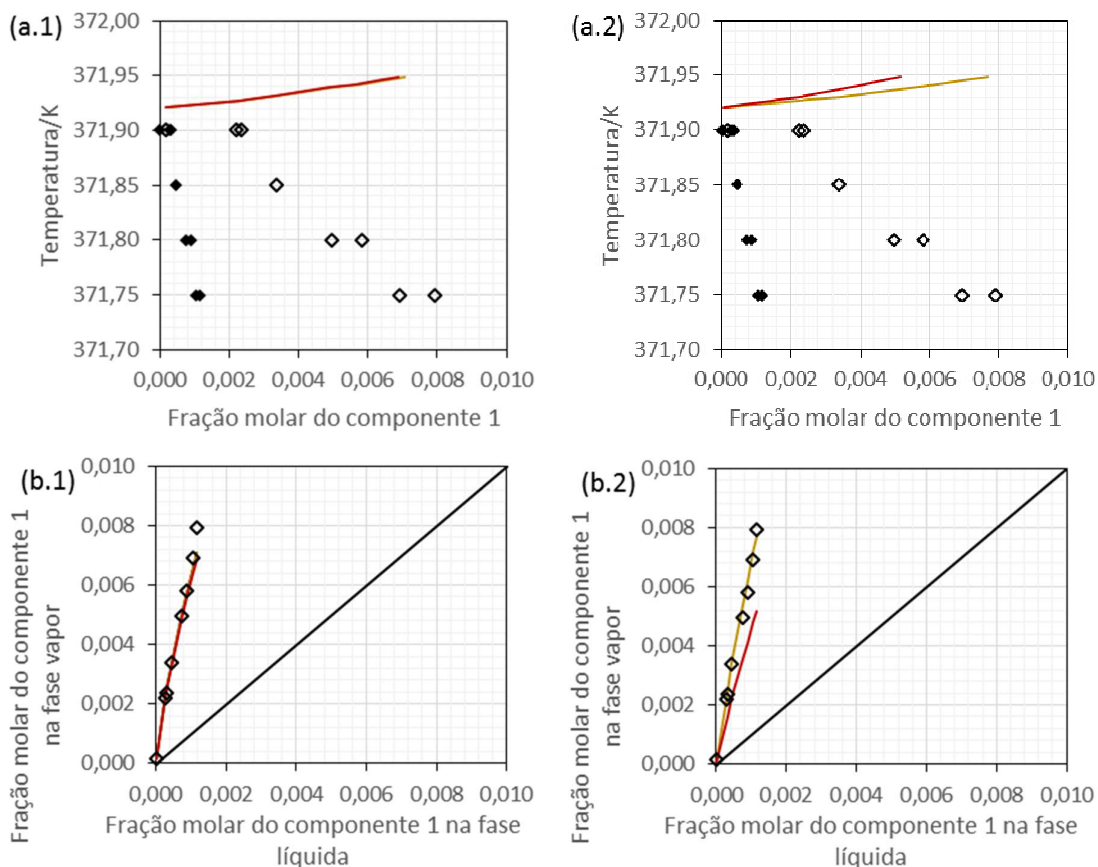 (a.1)
372,00
371,95
371,90
371,85
371,80
371,75
371,70
Temperatura/K
0,000 0,002 0,004 0,006 0,008 0,010
Fração molar do componente 1
(a.2)
372,00
371,95
371,90
371,85
371,80
371,75
371,70
Temperatura/K
0,000 0,002 0,004 0,006 0,008 0,010
Fração molar do componente 1
(b.1)
0,010
0,008
0,006
0,004
0,002
0,000
Fração molar do componente 1
na fase vapor
0,000 0,002 0,004 0,006 0,008 0,010
Fração molar do componente 1 na fase
líquida
(b.2)
0,010
0,008
0,006
0,004
0,002
0,000
Fração molar do componente 1
na fase vapor
0,000 0,002 0,004 0,006 0,008 0,010
Fração molar do componente 1 na fase
líquida